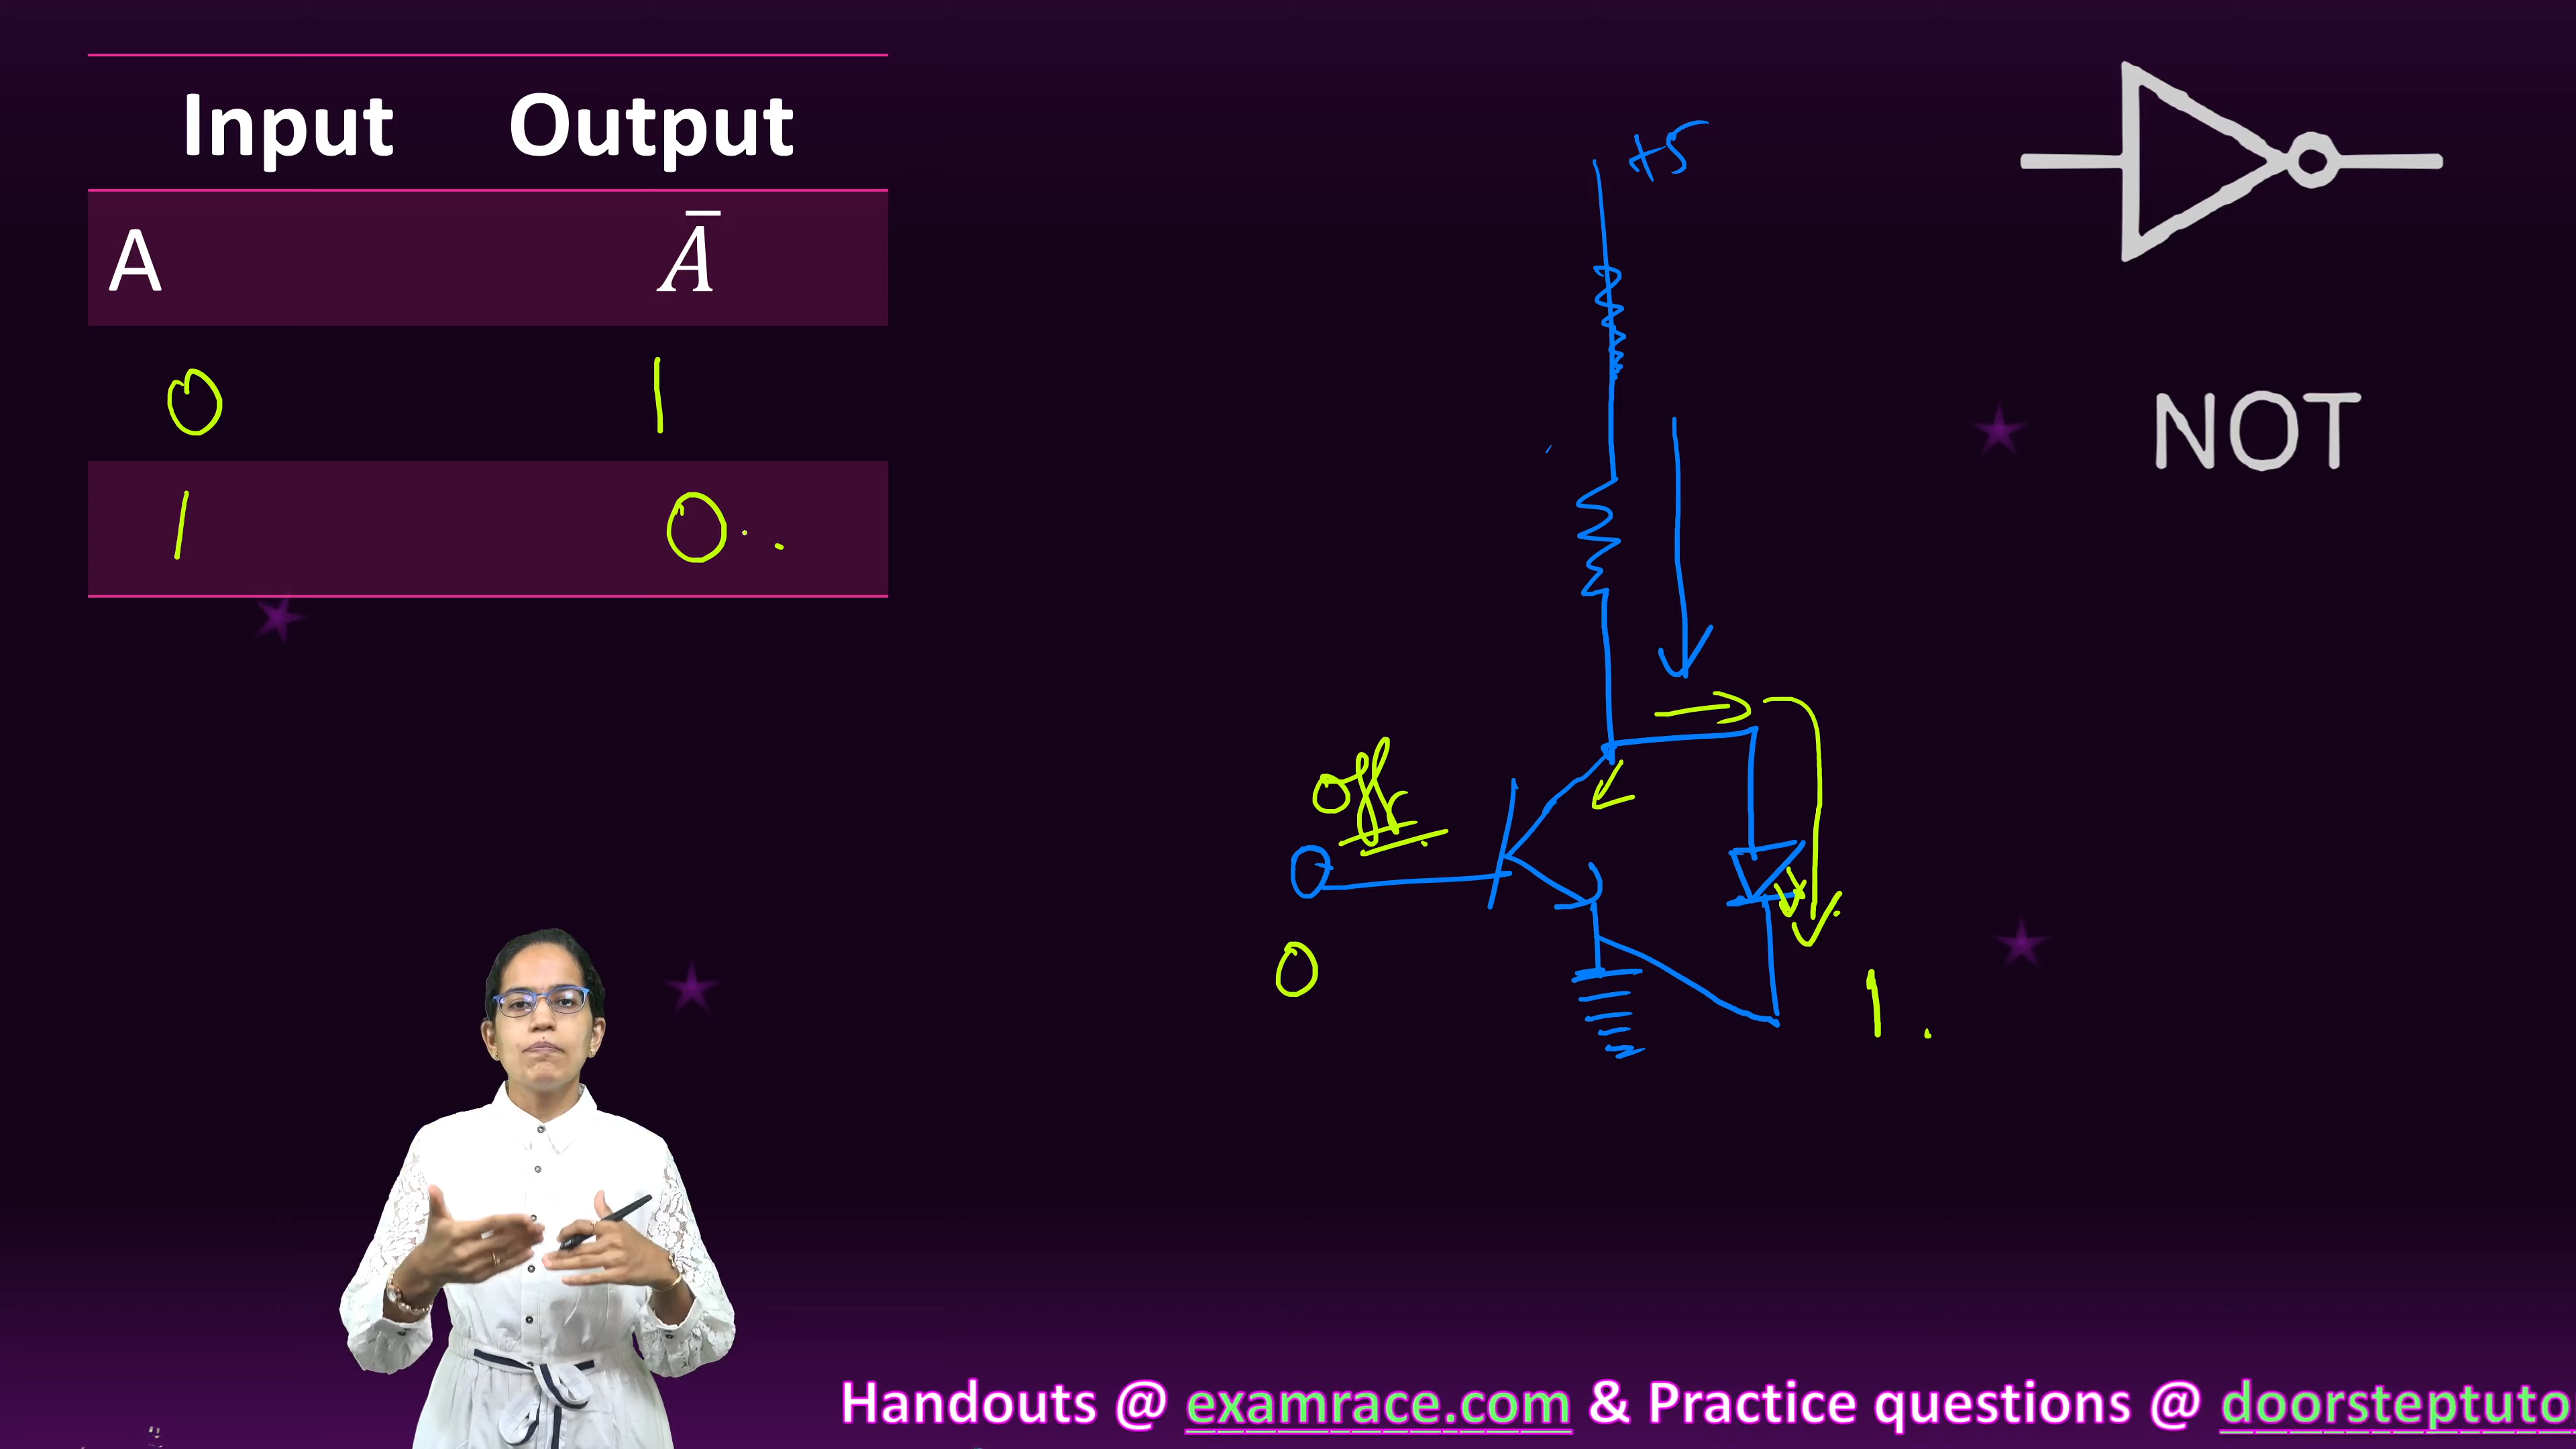 Input Output
A Ā
0 1
1 0
+5
NOT
Off
0
1
Handouts @ examrace.com & Practice questions @ doorsteptuto